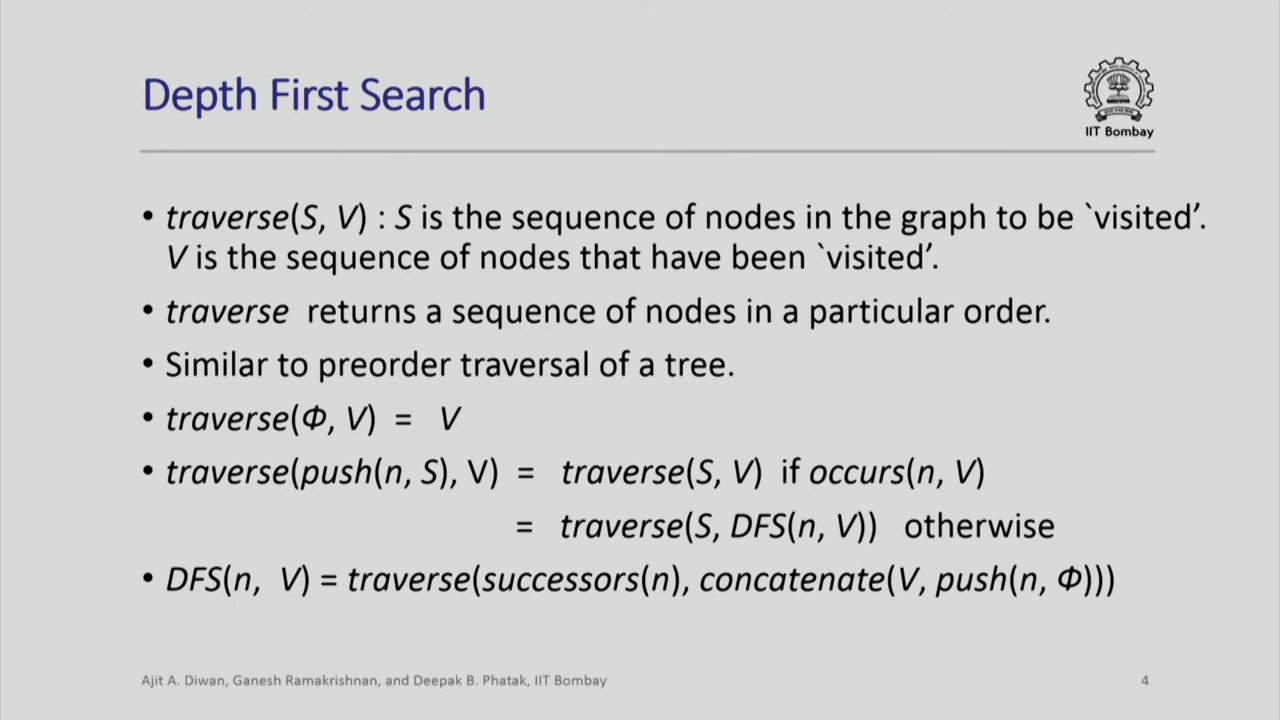 Depth First Search
IIT Bombay
• traverse(S, V) : S is the sequence of nodes in the graph to be `visited’.
V is the sequence of nodes that have been `visited’.
• traverse returns a sequence of nodes in a particular order.
• Similar to preorder traversal of a tree.
• traverse(Φ, V) = V
• traverse(push(n, S), V) = traverse(S, V) if occurs(n, V)
= traverse(S, DFS(n, V)) otherwise
• DFS(n, V) = traverse(successors(n), concatenate(V, push(n, Φ)))
Ajit A. Diwan, Ganesh Ramakrishnan, and Deepak B. Phatak, IIT Bombay
4